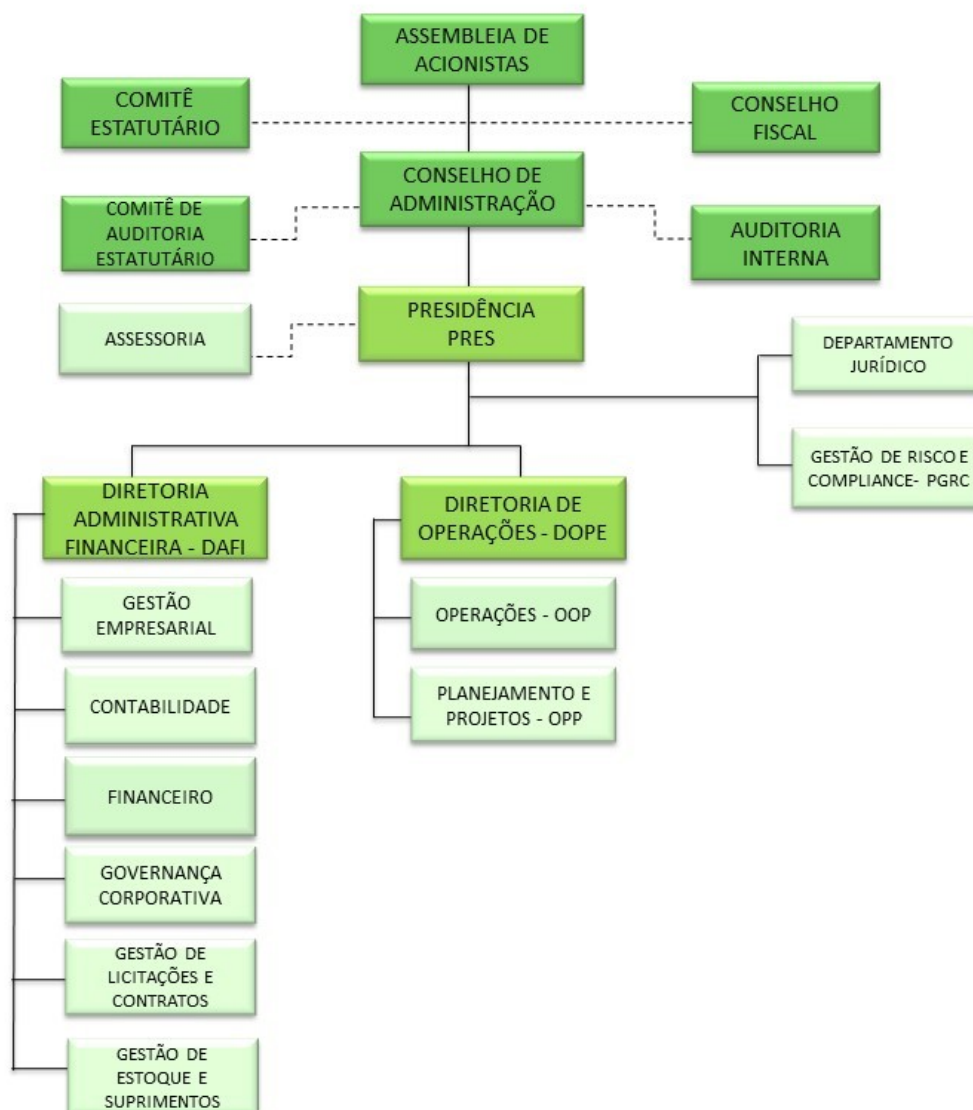 ASSEMBLEIA DE
ACIONISTAS
COMITÊ
ESTATUTÁRIO
CONSELHO
FISCAL
CONSELHO DE
ADMINISTRAÇÃO
COMITÊ DE
AUDITORIA
ESTATUTÁRIO
AUDITORIA
INTERNA
PRESIDÊNCIA
PRES
ASSESSORIA
DEPARTAMENTO
JURÍDICO
GESTÃO DE RISCO E
COMPLIANCE- PGRC
DIRETORIA
ADMINISTRATIVA
FINANCEIRA - DAFI
DIRETORIA DE
OPERAÇÕES - DOPE
GESTÃO
EMPRESARIAL
CONTABILIDADE
FINANCEIRO
GOVERNANÇA
CORPORATIVA
GESTÃO DE
LICITAÇÕES E
CONTRATOS
GESTÃO DE
ESTOQUE E
SUPRIMENTOS
OPERAÇÕES - OOP
PLANEJAMENTO E
PROJETOS - OPP